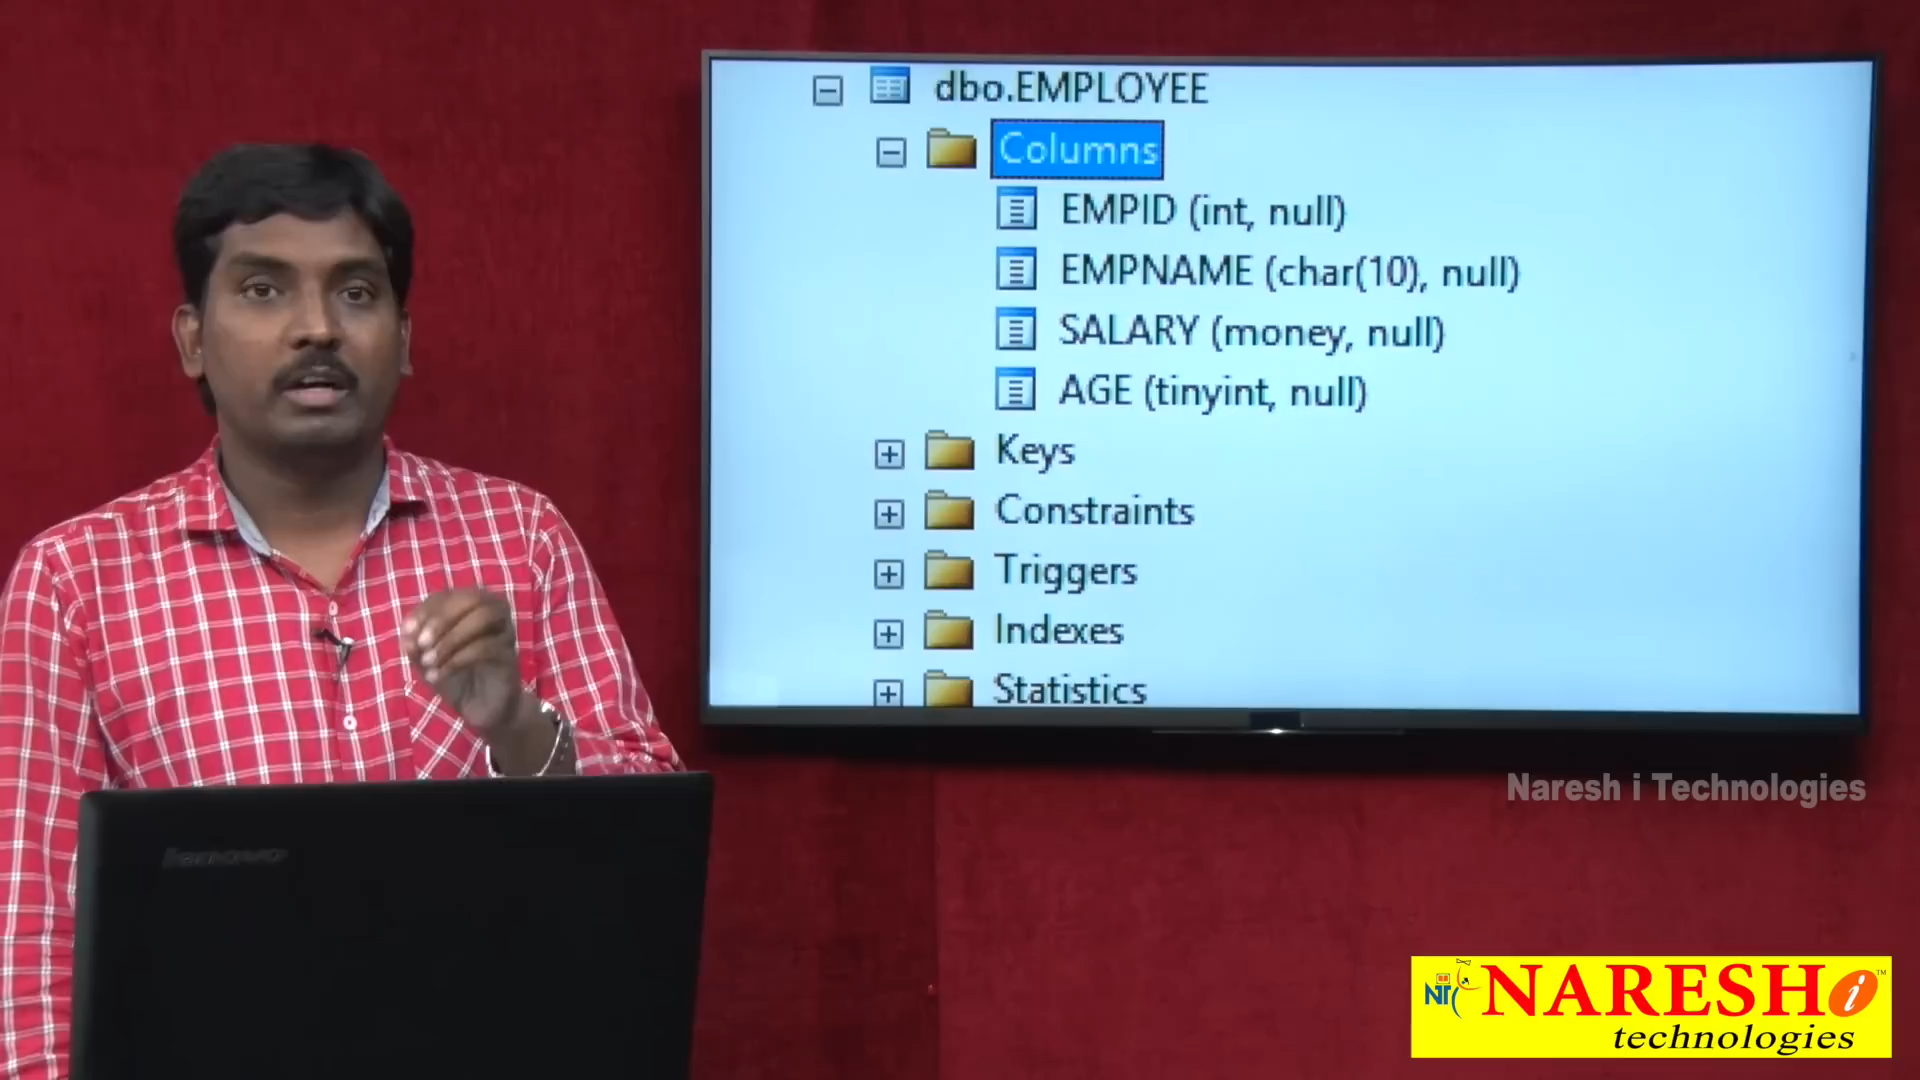 dbo.EMPLOYEE
Columns
EMPID (int, null)
EMPNAME (char(10), null)
SALARY (money, null)
AGE (tinyint, null)
Keys
Constraints
Triggers
Indexes
Statistics
Naresh i Technologies
lenovo
NARESH i ™
technologies